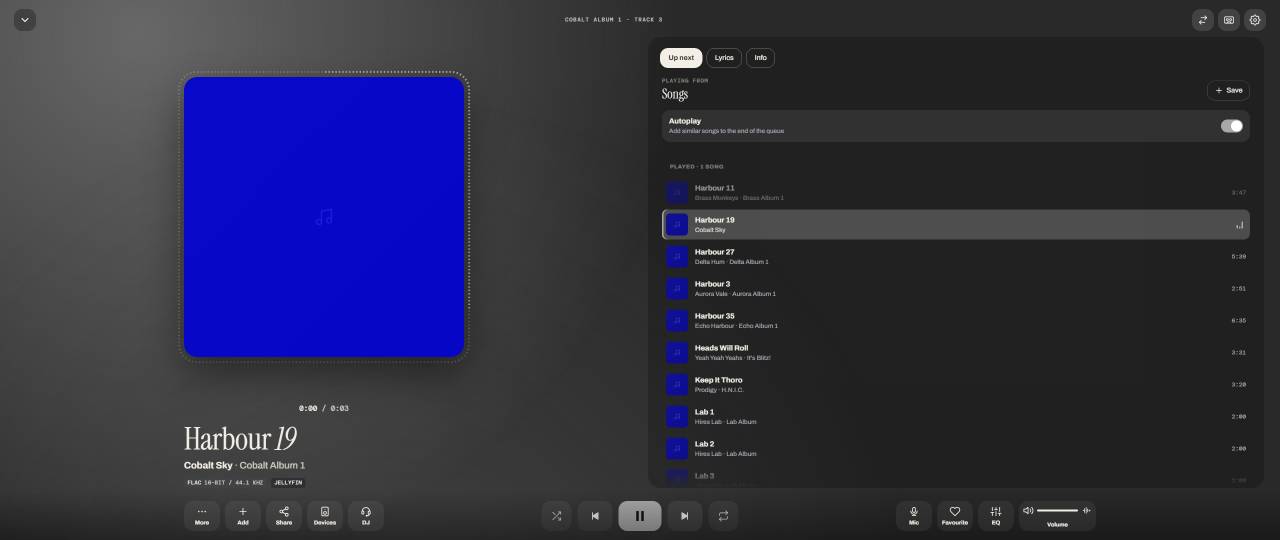 COBALT ALBUM 1 · TRACK 3
Up next
Lyrics
Info
PLAYING FROM
Songs
+ Save
Autoplay
Add similar songs to the end of the queue
PLAYED · 1 SONG
Harbour 11
Brass Monkeys · Brass Album 1
3:47
Harbour 19
Cobalt Sky
Harbour 27
Delta Hum · Delta Album 1
5:39
Harbour 3
Aurora Vale · Aurora Album 1
2:51
Harbour 35
Echo Harbour · Echo Album 1
6:35
Heads Will Roll
Yeah Yeah Yeahs · It's Blitz!
3:31
Keep It Thoro
Prodigy · H.N.I.C.
3:20
Lab 1
Hires Lab · Lab Album
2:00
Lab 2
Hires Lab · Lab Album
2:00
Lab 3
0:00 / 0:03
Harbour 19
Cobalt Sky · Cobalt Album 1
FLAC 16-BIT / 44.1 KHZ JELLYFIN
More
Add
Share
Devices
DJ
Mic
Favourite
EQ
Volume